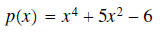 p(x) = x⁴ + 5x² – 6